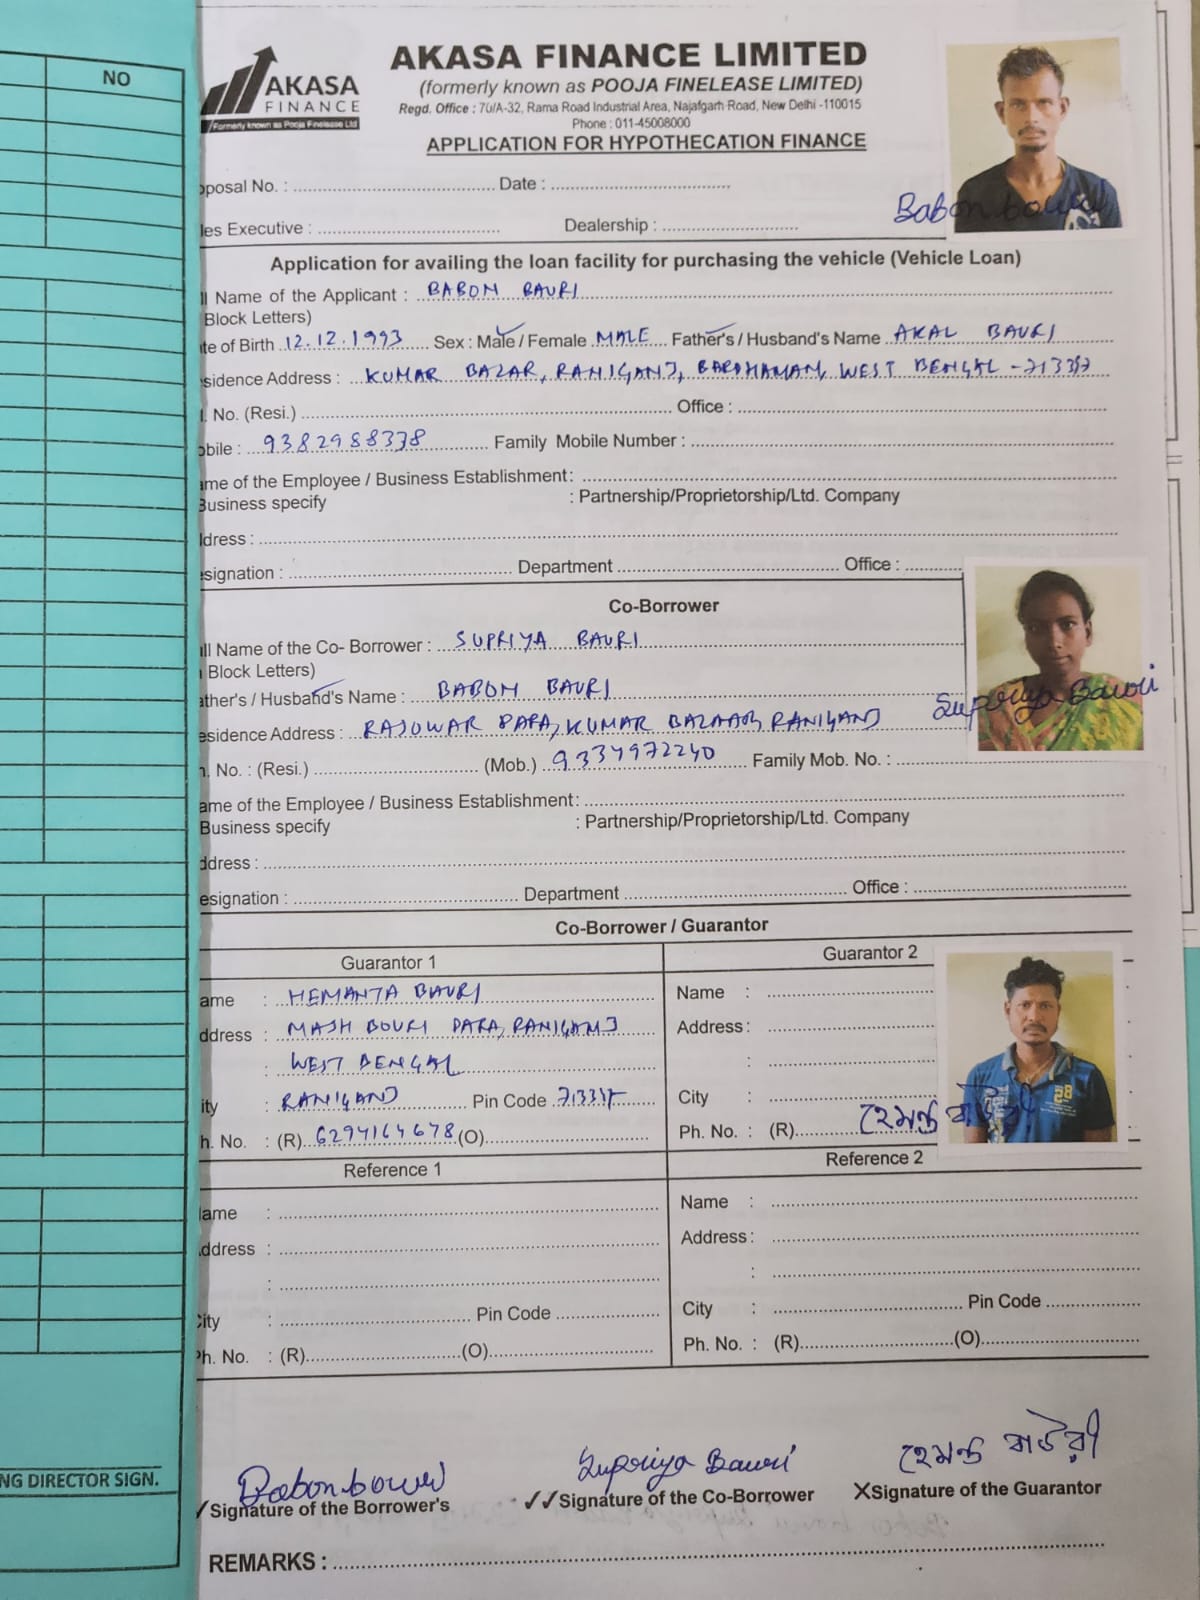 NO
AKASA FINANCE LIMITED
AKASA
FINANCE
Formerly known as Pooja Finelease Ltd
(formerly known as POOJA FINELEASE LIMITED)
Regd. Office : 70/A-32, Rama Road Industrial Area, Najafgarh Road, New Delhi -110015
Phone : 011-45008000
APPLICATION FOR HYPOTHECATION FINANCE
oposal No. : Date :
Babon bouri
les Executive : Dealership :
Application for availing the loan facility for purchasing the vehicle (Vehicle Loan)
ll Name of the Applicant : BABON BAURI
Block Letters)
te of Birth 12.12.1993 Sex : Male / Female MALE Father's / Husband's Name AKAL BAURI
sidence Address : KUMAR BAZAR, RANIGANJ, BARDHAMAN, WEST BENGAL -
l. No. (Resi.) Office :
obile : 9382988378 Family Mobile Number :
ame of the Employee / Business Establishment:
Business specify : Partnership/Proprietorship/Ltd. Company
ddress :
esignation : Department Office :
Co-Borrower
ull Name of the Co- Borrower : SUPRIYA BAURI
Block Letters)
ather's / Husband's Name : BABON BAURI
Supriya Bauri
esidence Address : RAJOWAR PARA, KUMAR BAZAAR, RANIGANJ
h. No. : (Resi.) (Mob.) 9334972240 Family Mob. No. :
ame of the Employee / Business Establishment:
Business specify : Partnership/Proprietorship/Ltd. Company
ddress :
esignation : Department Office :
Co-Borrower / Guarantor
Guarantor 1 Guarantor 2
ame : HEMANTA BAURI Name :
ddress : MAJH BOURI PARA, RANIGANJ Address :
: WEST BENGAL :
ity : RANIGANJ Pin Code City :
h. No. : (R) 6294164678 (O) Ph. No. : (R)
হেমন্ত বাউরী
28
Reference 1 Reference 2
lame : Name :
ddress : Address :
: :
City : Pin Code City : Pin Code
Ph. No. : (R) (O) Ph. No. : (R) (O)
Babon bouri Supriya Bauri হেমন্ত বাউরী
NG DIRECTOR SIGN.
✓Signature of the Borrower's ✓✓Signature of the Co-Borrower XSignature of the Guarantor
REMARKS :